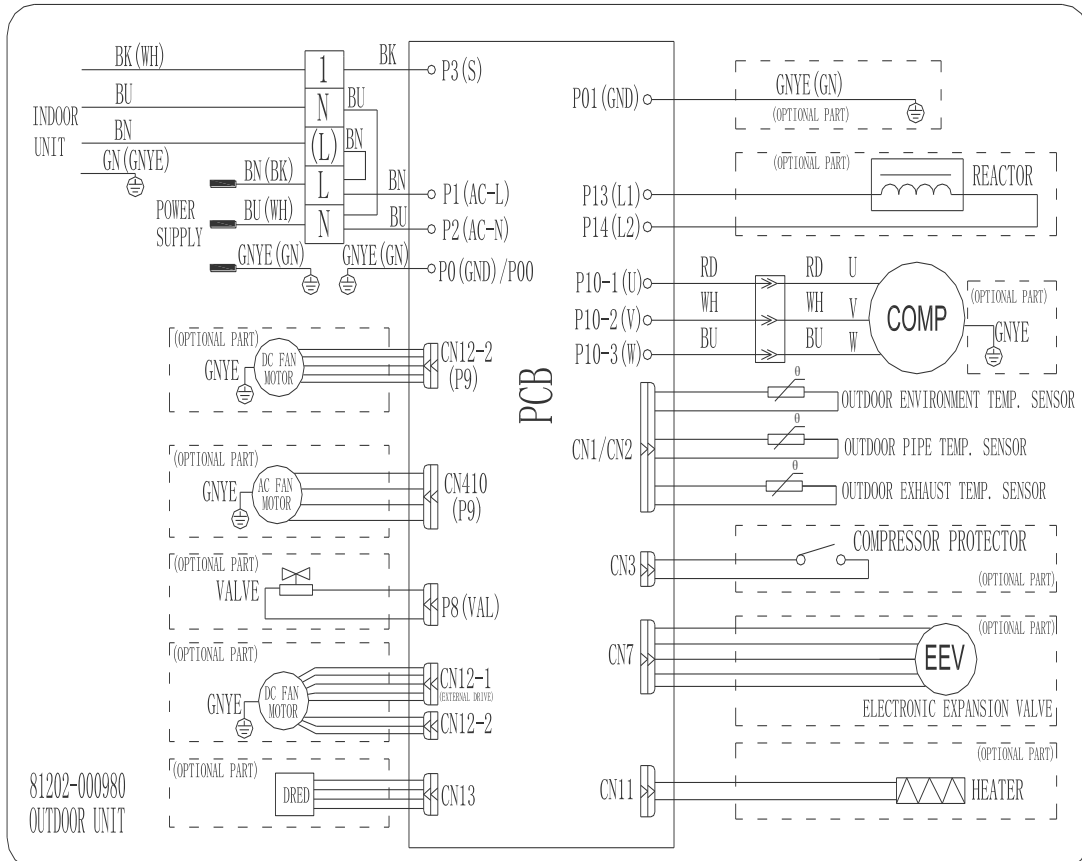 BK(WH)
BU
INDOOR
UNIT
BN
GN(GNYE)
BN(BK)
BU(WH)
POWER
SUPPLY
GNYE(GN)
GNYE(GN)
1
N
(L)
L
N
BK
BU
BN
BN
BU
P3(S)
P1(AC-L)
P2(AC-N)
P0(GND)/P00
(OPTIONAL PART)
GNYE
DC FAN
MOTOR
CN12-2
(P9)
(OPTIONAL PART)
GNYE
AC FAN
MOTOR
CN410
(P9)
(OPTIONAL PART)
VALVE
P8(VAL)
(OPTIONAL PART)
GNYE
DC FAN
MOTOR
CN12-1
(EXTERNAL DRIVE)
CN12-2
(OPTIONAL PART)
DRED
CN13
81202-000980
OUTDOOR UNIT
PCB
P01(GND)
GNYE(GN)
(OPTIONAL PART)
(OPTIONAL PART)
REACTOR
P13(L1)
P14(L2)
P10-1(U)
RD
RD
U
P10-2(V)
WH
WH
V
P10-3(W)
BU
BU
W
COMP
(OPTIONAL PART)
GNYE
CN1/CN2
θ
OUTDOOR ENVIRONMENT TEMP. SENSOR
θ
OUTDOOR PIPE TEMP. SENSOR
θ
OUTDOOR EXHAUST TEMP. SENSOR
CN3
COMPRESSOR PROTECTOR
(OPTIONAL PART)
CN7
(OPTIONAL PART)
EEV
ELECTRONIC EXPANSION VALVE
(OPTIONAL PART)
CN11
HEATER